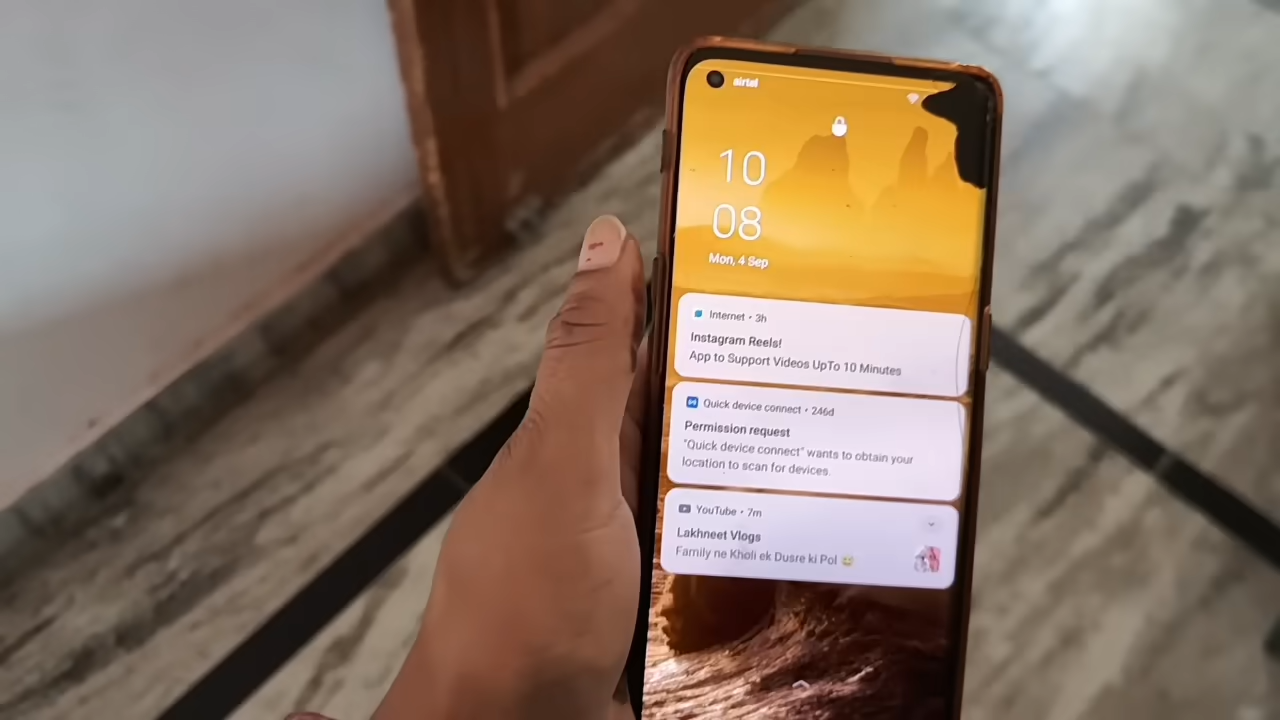 airtel
10
08
Mon, 4 Sep
Internet • 3h
Instagram Reels!
App to Support Videos UpTo 10 Minutes
Quick device connect • 246d
Permission request
"Quick device connect" wants to obtain your
location to scan for devices.
YouTube • 7m
Lakhneet Vlogs
Family ne Kholi ek Dusre ki Pol 😅